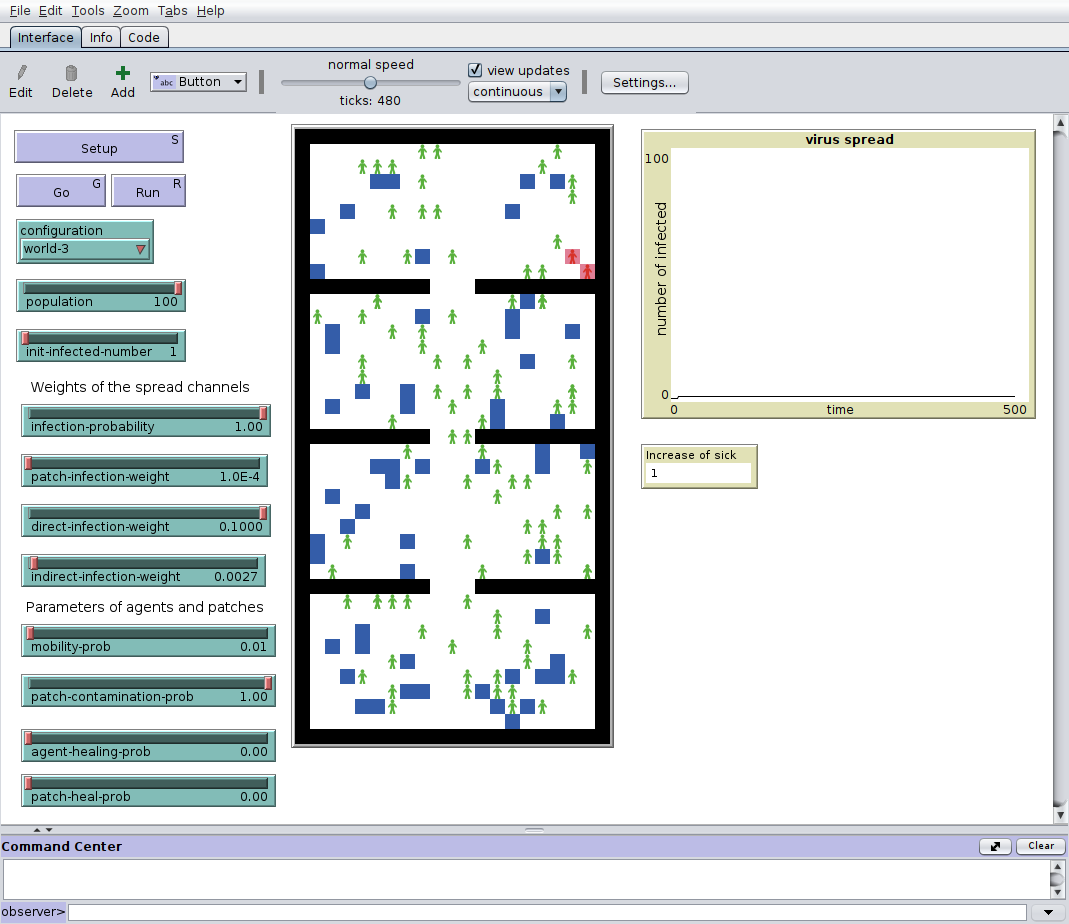 File Edit Tools Zoom Tabs Help
Interface Info Code
Edit Delete Add abc Button
normal speed
ticks: 480
view updates
continuous
Settings...
Setup S
Go G Run R
configuration
world-3
population 100
init-infected-number 1
Weights of the spread channels
infection-probability 1.00
patch-infection-weight 1.0E-4
direct-infection-weight 0.1000
indirect-infection-weight 0.0027
Parameters of agents and patches
mobility-prob 0.01
patch-contamination-prob 1.00
agent-healing-prob 0.00
patch-heal-prob 0.00
virus spread
100
number of infected
0
0 time 500
Increase of sick
1
Command Center
Clear
observer>